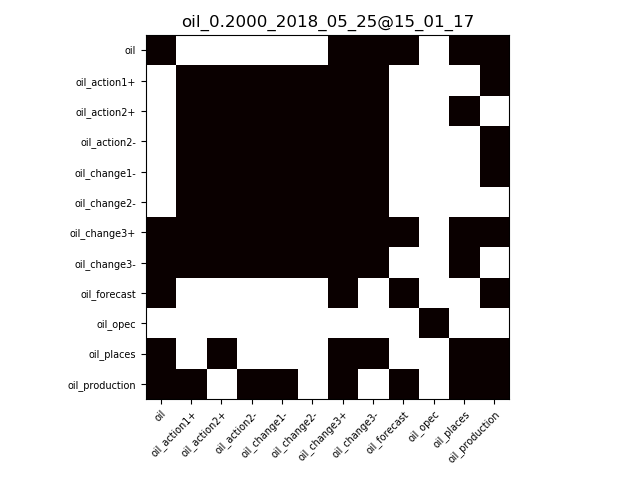 oil_0.2000_2018_05_25@15_01_17
oil
oil_action1+
oil_action2+
oil_action2-
oil_change1-
oil_change2-
oil_change3+
oil_change3-
oil_forecast
oil_opec
oil_places
oil_production
oil
oil_action1+
oil_action2+
oil_action2-
oil_change1-
oil_change2-
oil_change3+
oil_change3-
oil_forecast
oil_opec
oil_places
oil_production